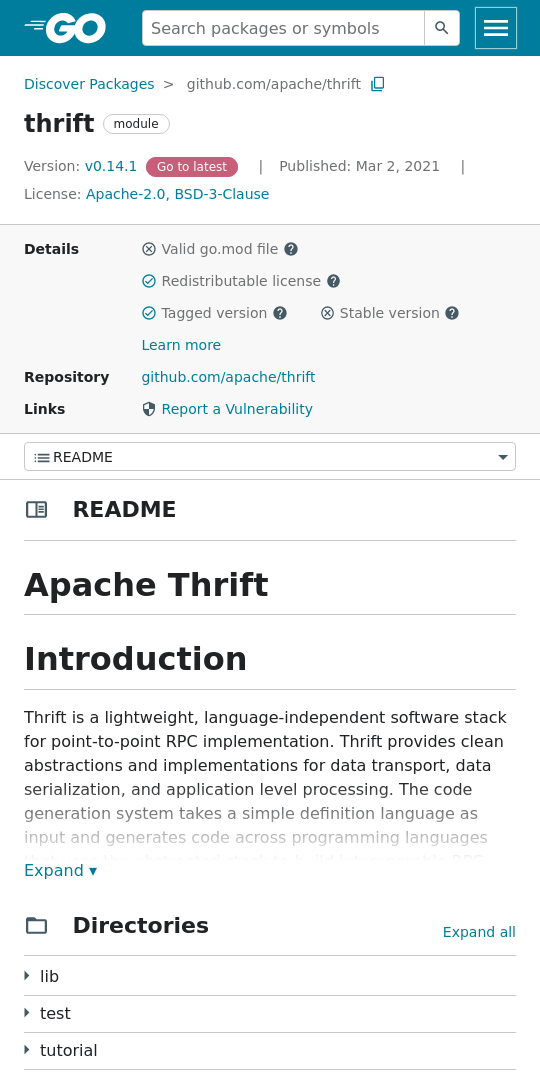 GO
Search packages or symbols
Discover Packages > github.com/apache/thrift
thrift module
Version: v0.14.1 Go to latest | Published: Mar 2, 2021 |
License: Apache-2.0, BSD-3-Clause
Details
Valid go.mod file
Redistributable license
Tagged version Stable version
Learn more
Repository github.com/apache/thrift
Links Report a Vulnerability
README
README
Apache Thrift
Introduction
Thrift is a lightweight, language-independent software stack
for point-to-point RPC implementation. Thrift provides clean
abstractions and implementations for data transport, data
serialization, and application level processing. The code
generation system takes a simple definition language as
input and generates code across programming languages
Expand ▾
Directories
Expand all
lib
test
tutorial